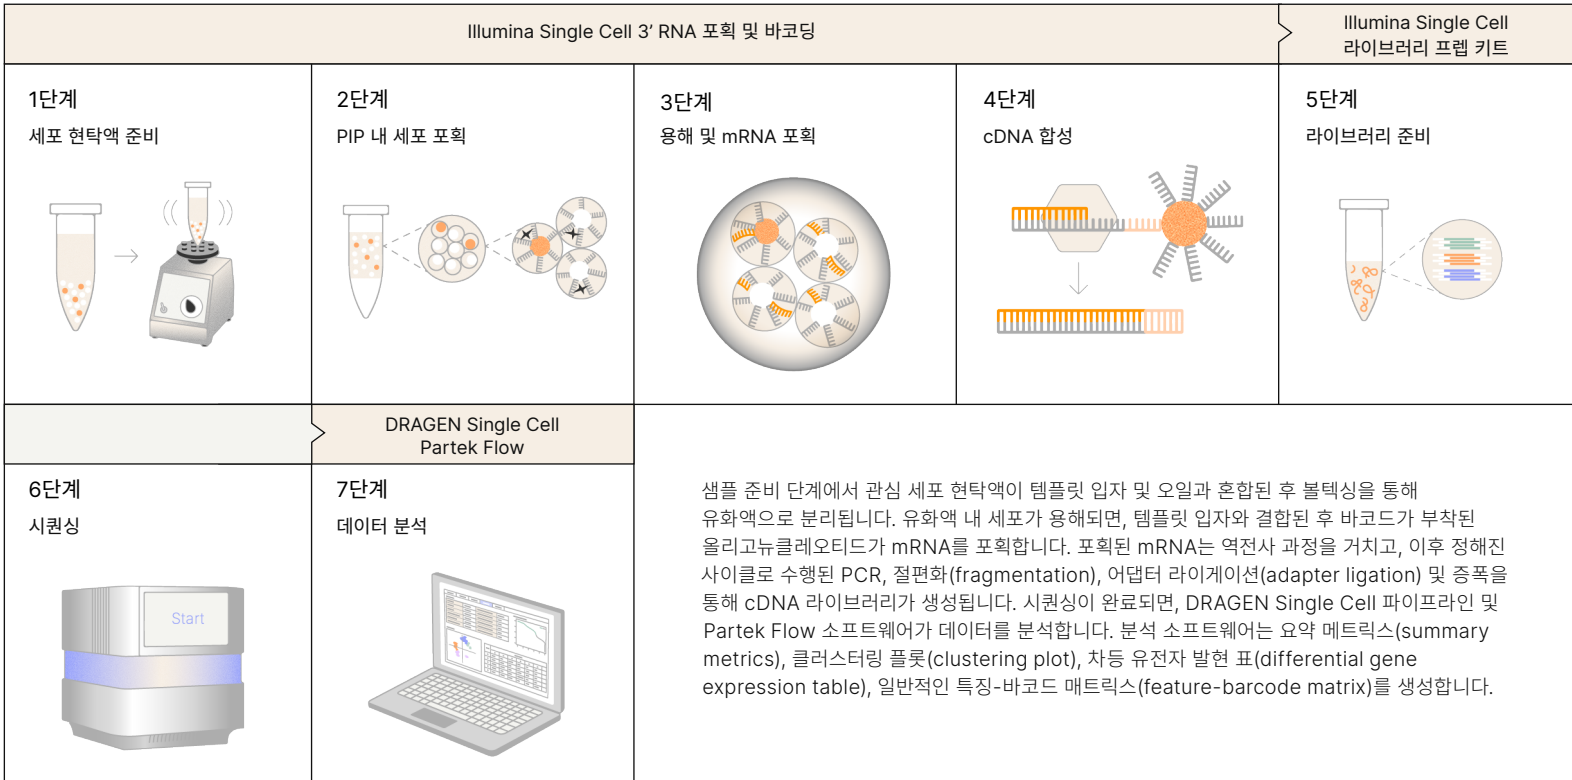 Illumina Single Cell 3’ RNA 포획 및 바코딩
Illumina Single Cell
라이브러리 프렙 키트
1단계
세포 현탁액 준비
2단계
PIP 내 세포 포획
3단계
용해 및 mRNA 포획
4단계
cDNA 합성
5단계
라이브러리 준비
DRAGEN Single Cell
Partek Flow
6단계
시퀀싱
Start
7단계
데이터 분석
샘플 준비 단계에서 관심 세포 현탁액이 템플릿 입자 및 오일과 혼합된 후 볼텍싱을 통해
유화액으로 분리됩니다. 유화액 내 세포가 용해되면, 템플릿 입자와 결합된 후 바코드가 부착된
올리고뉴클레오티드가 mRNA를 포획합니다. 포획된 mRNA는 역전사 과정을 거치고, 이후 정해진
사이클로 수행된 PCR, 절편화(fragmentation), 어댑터 라이게이션(adapter ligation) 및 증폭을
통해 cDNA 라이브러리가 생성됩니다. 시퀀싱이 완료되면, DRAGEN Single Cell 파이프라인 및
Partek Flow 소프트웨어가 데이터를 분석합니다. 분석 소프트웨어는 요약 메트릭스(summary
metrics), 클러스터링 플롯(clustering plot), 차등 유전자 발현 표(differential gene
expression table), 일반적인 특징-바코드 매트릭스(feature-barcode matrix)를 생성합니다.